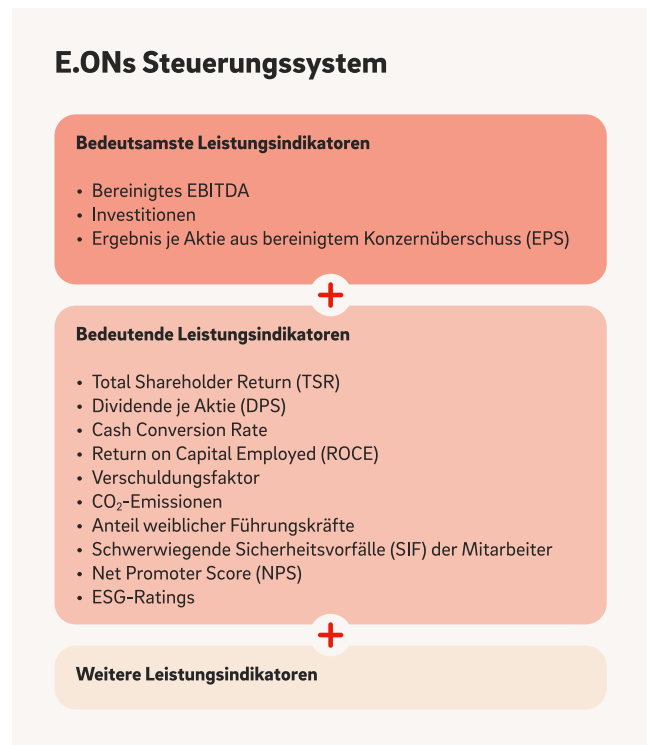 E.ONs Steuerungssystem
Bedeutsamste Leistungsindikatoren
• Bereinigtes EBITDA
• Investitionen
• Ergebnis je Aktie aus bereinigtem Konzernüberschuss (EPS)
+
Bedeutende Leistungsindikatoren
• Total Shareholder Return (TSR)
• Dividende je Aktie (DPS)
• Cash Conversion Rate
• Return on Capital Employed (ROCE)
• Verschuldungsfaktor
• CO₂-Emissionen
• Anteil weiblicher Führungskräfte
• Schwerwiegende Sicherheitsvorfälle (SIF) der Mitarbeiter
• Net Promoter Score (NPS)
• ESG-Ratings
+
Weitere Leistungsindikatoren